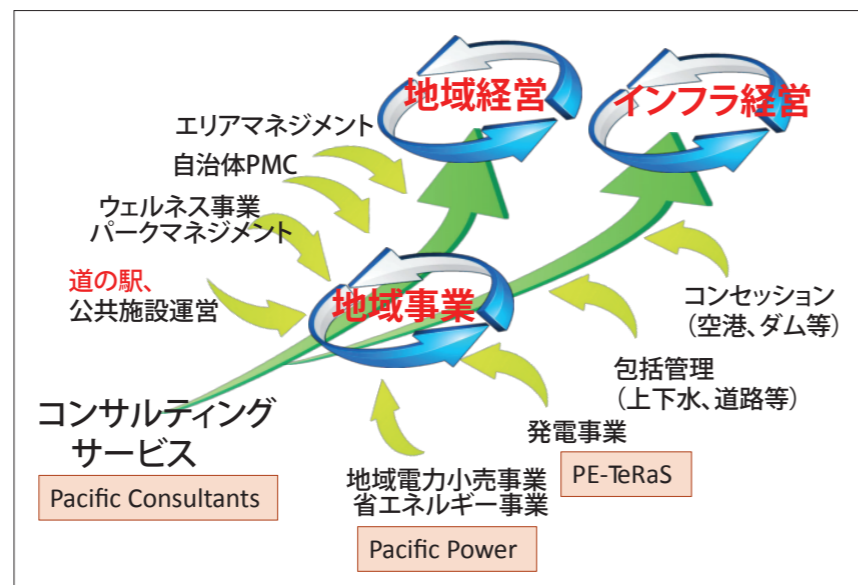 地域経営
インフラ経営
エリアマネジメント
自治体PMC
ウェルネス事業
パークマネジメント
道の駅、
公共施設運営
地域事業
コンセッション
（空港、ダム等）
包括管理
（上下水、道路等）
発電事業
PE-TeRaS
コンサルティング
サービス
Pacific Consultants
地域電力小売事業
省エネルギー事業
Pacific Power